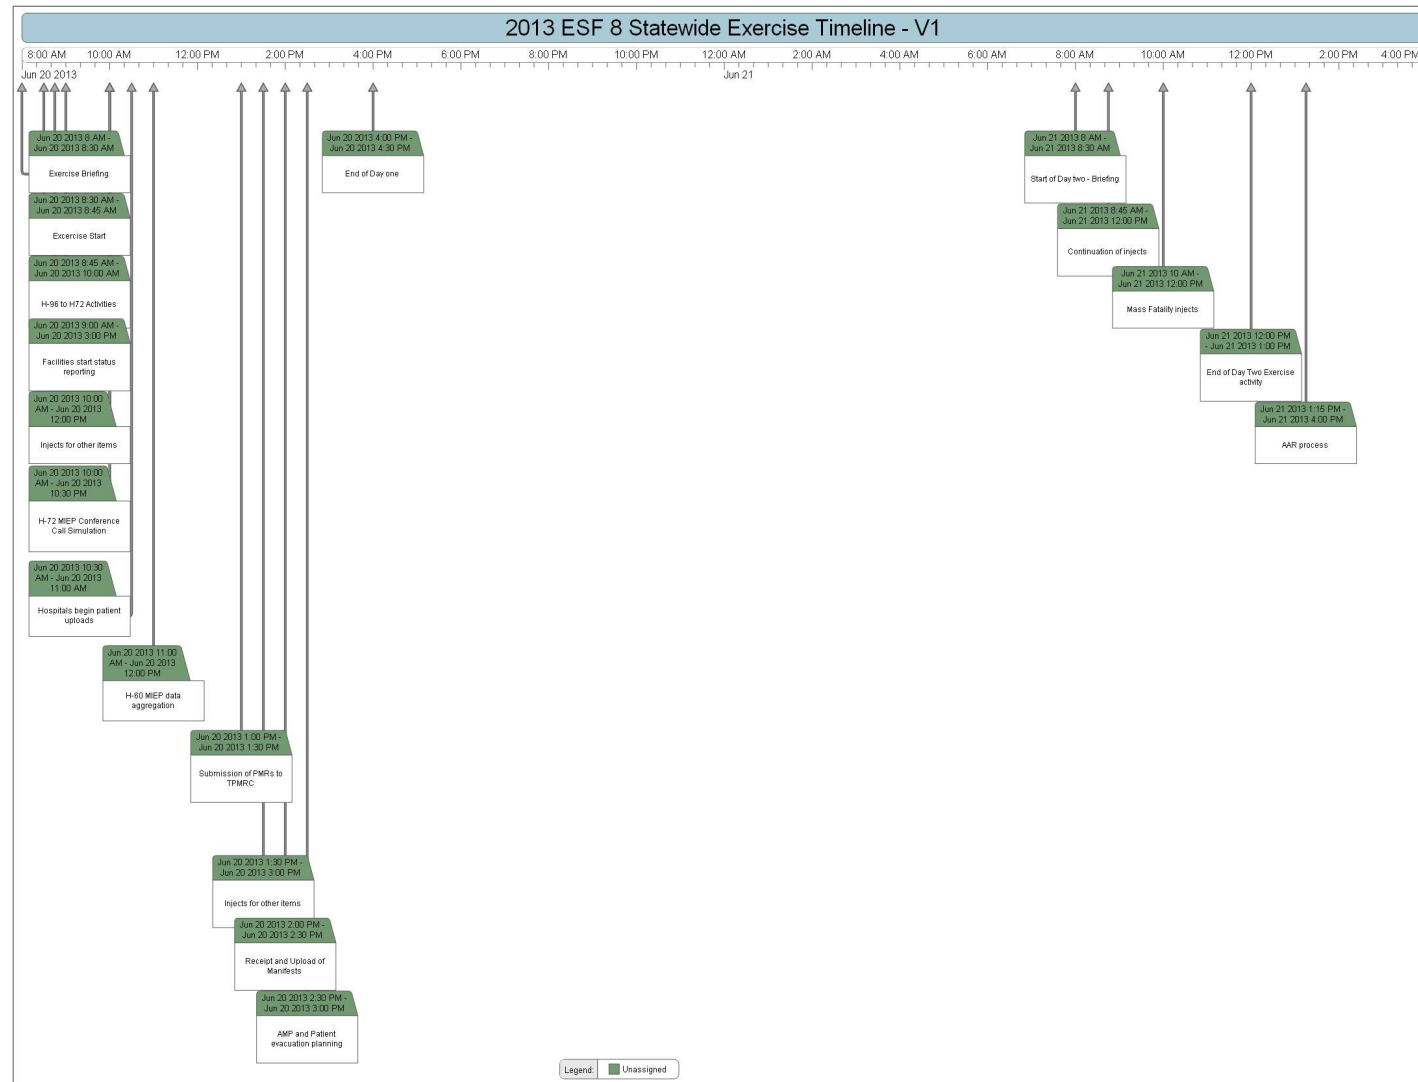 2013 ESF 8 Statewide Exercise Timeline - V1
8:00 AM 10:00 AM 12:00 PM 2:00 PM 4:00 PM 6:00 PM 8:00 PM 10:00 PM 12:00 AM 2:00 AM 4:00 AM 6:00 AM 8:00 AM 10:00 AM 12:00 PM 2:00 PM 4:00 PM
Jun 20 2013 Jun 21
Jun 20 2013 8 AM -
Jun 20 2013 8:30 AM
Exercise Briefing
Jun 20 2013 8:30 AM -
Jun 20 2013 8:45 AM
Excercise Start
Jun 20 2013 8:45 AM -
Jun 20 2013 10:00 AM
H-96 to H72 Activities
Jun 20 2013 9:00 AM -
Jun 20 2013 3:00 PM
Facilities start status
reporting
Jun 20 2013 10:00
AM - Jun 20 2013
12:00 PM
Injects for other items
Jun 20 2013 10:00
AM - Jun 20 2013
10:30 PM
H-72 MIEP Conference
Call Simulation
Jun 20 2013 10:30
AM - Jun 20 2013
11:00 AM
Hospitals begin patient
uploads
Jun 20 2013 11:00
AM - Jun 20 2013
12:00 PM
H-60 MIEP data
aggregation
Jun 20 2013 1:00 PM -
Jun 20 2013 1:30 PM
Submission of PMRs to
TPMRC
Jun 20 2013 1:30 PM -
Jun 20 2013 3:00 PM
Injects for other items
Jun 20 2013 2:00 PM -
Jun 20 2013 2:30 PM
Receipt and Upload of
Manifests
Jun 20 2013 2:30 PM -
Jun 20 2013 3:00 PM
AMP and Patient
evacuation planning
Jun 20 2013 4:00 PM -
Jun 20 2013 4:30 PM
End of Day one
Jun 21 2013 8 AM -
Jun 21 2013 8:30 AM
Start of Day two - Briefing
Jun 21 2013 8:45 AM -
Jun 21 2013 12:00 PM
Continuation of injects
Jun 21 2013 10 AM -
Jun 21 2013 12:00 PM
Mass Fatality injects
Jun 21 2013 12:00 PM
- Jun 21 2013 1:00 PM
End of Day Two Exercise
activity
Jun 21 2013 1:15 PM -
Jun 21 2013 4:00 PM
AAR process
Legend: Unassigned